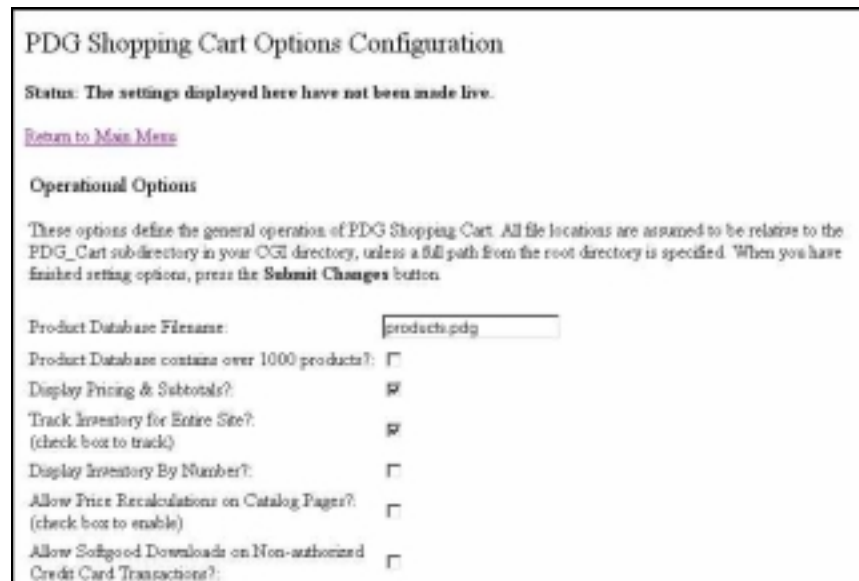 PDG Shopping Cart Options Configuration
Status: The settings displayed here have not been made live.
Return to Main Menu
Operational Options
These options define the general operation of PDG Shopping Cart. All file locations are assumed to be relative to the
PDG_Cart subdirectory in your CGI directory, unless a full path from the root directory is specified. When you have
finished setting options, press the Submit Changes button.
Product Database Filename: products.pdg
Product Database contains over 1000 products?:
Display Pricing & Subtotals?:
Track Inventory for Entire Site?:
(check box to track)
Display Inventory By Number?:
Allow Price Recalculations on Catalog Pages?:
(check box to enable)
Allow Softgood Downloads on Non-authorized
Credit Card Transactions?: